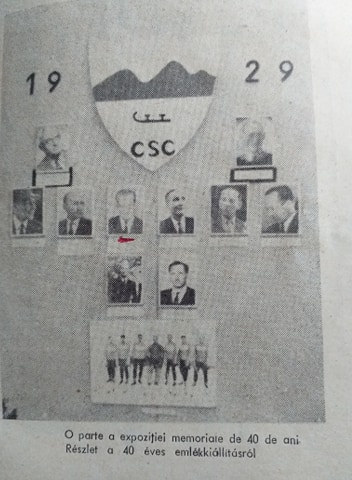 19 29
CSC
O parte a expoziției memoriale de 40 de ani
Részlet a 40 éves emlékkiállításról